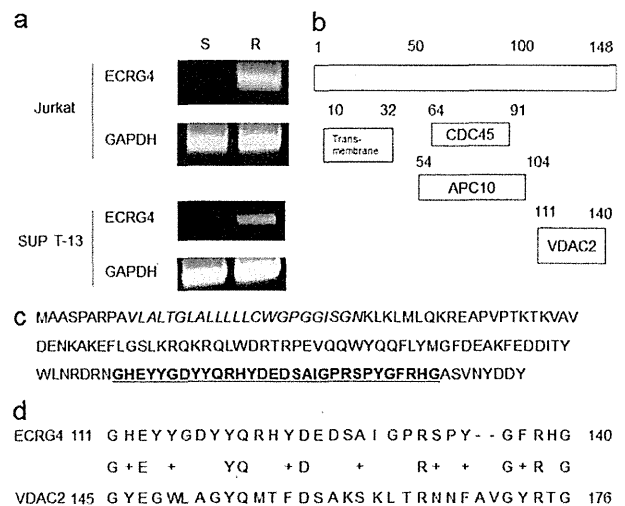 a
S R
Jurkat
ECRG4
GAPDH
SUP T-13
ECRG4
GAPDH
b
1 50 100 148
10 32
Trans-
membrane
64 91
CDC45
54 104
APC10
111 140
VDAC2
c MAASPARPAVLALTGLALLLLLCWGPGGISGNKLKLMLQKREAPVPTKTKVAV
DENKAKEFLGSLKRQKRQLWDRTRPEVQQWYQQFLYMGFDEAKFEDDITY
WLNRDRNGHEYYGDYYQRHYDEDSAIGPRSPYGFRHGASVNYDDY
d
ECRG4 111 G H E Y Y G D Y Y Q R H Y D E D S A I G P R S P Y - - G F R H G 140
G + E + Y Q + D + R + + G + R G
VDAC2 145 G Y E G W L A G Y Q M T F D S A K S K L T R N N F A V G Y R T G 176